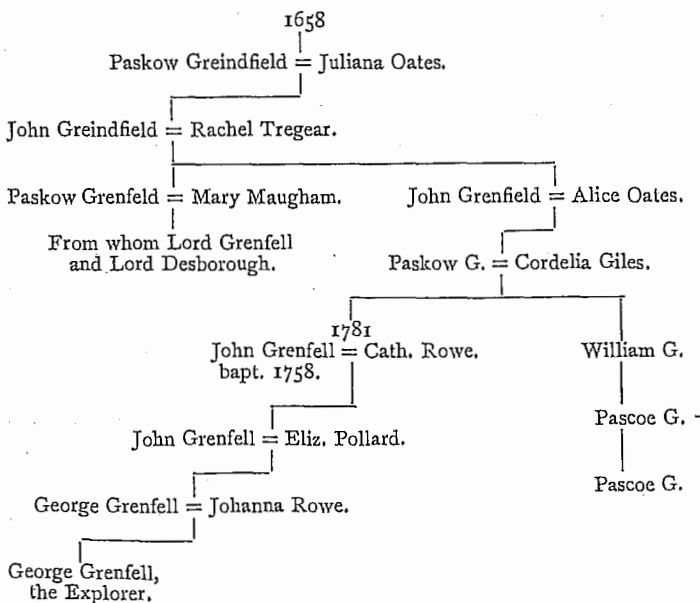 1658
Paskow Greindfield = Juliana Oates.
John Greindfield = Rachel Tregear.
Paskow Grenfeld = Mary Maugham. John Grenfield = Alice Oates.
From whom Lord Grenfell
and Lord Desborough.
Paskow G. = Cordelia Giles.
1781
John Grenfell = Cath. Rowe. William G.
bapt. 1758.
Pascoe G.
John Grenfell = Eliz. Pollard.
Pascoe G.
George Grenfell = Johanna Rowe.
George Grenfell,
the Explorer.